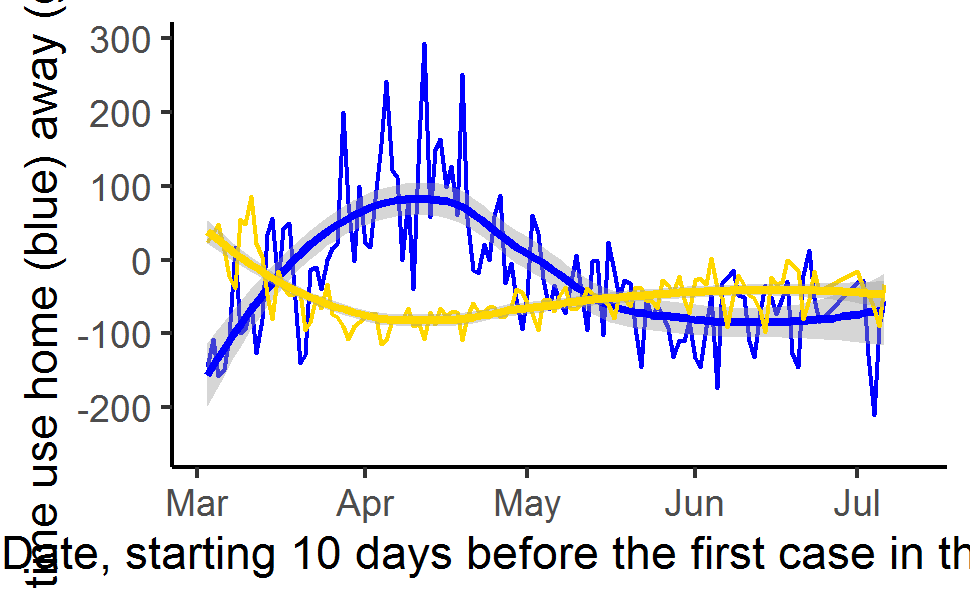 time use home (blue) away (
300
200
100
0
-100
-200
Mar Apr May Jun Jul
Date, starting 10 days before the first case in th